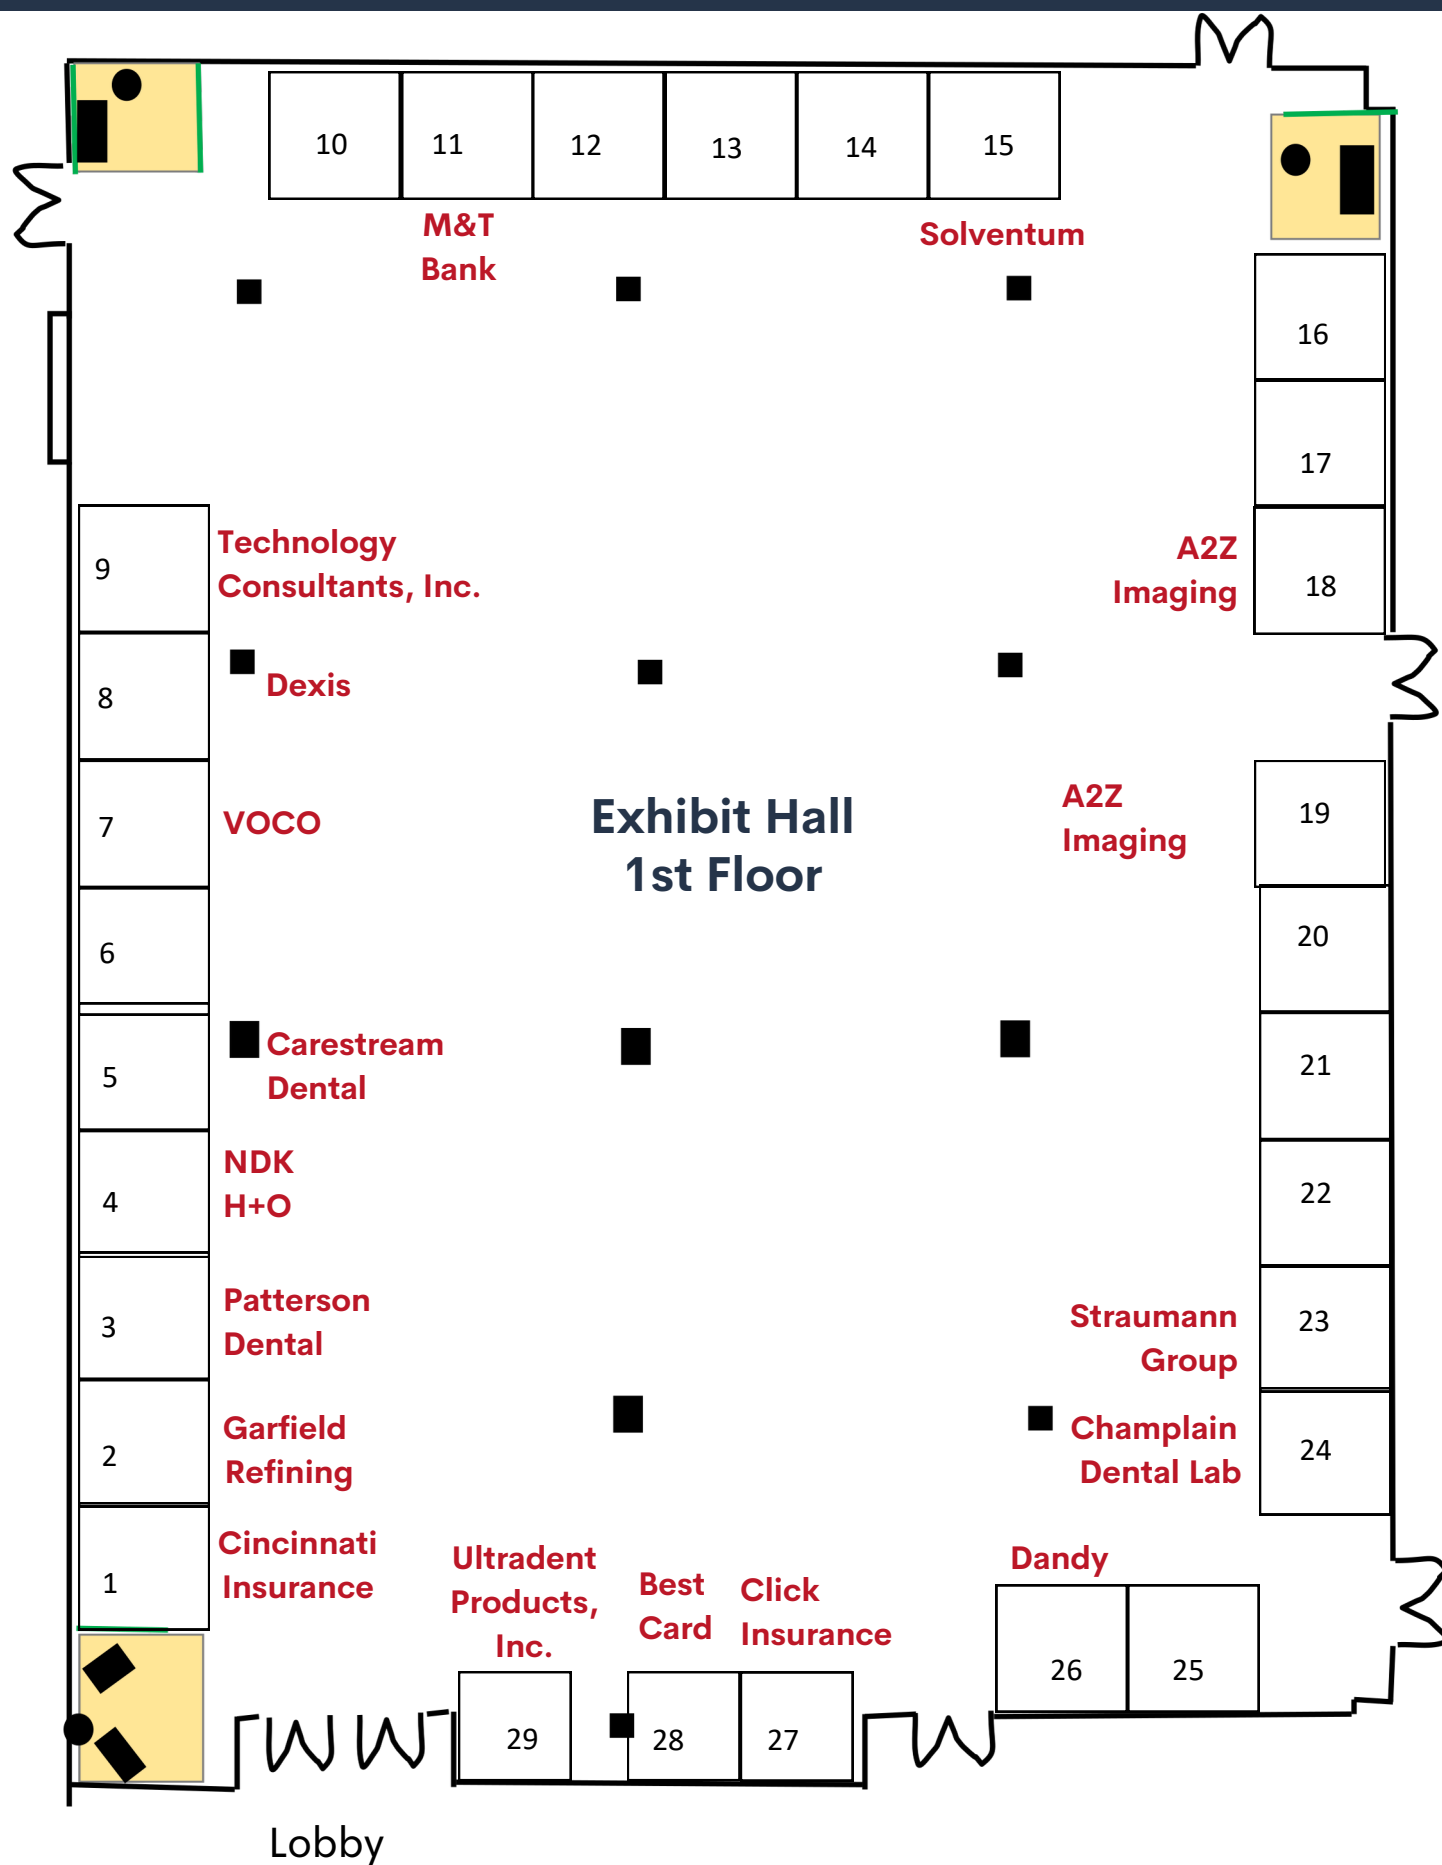 10 11 12 13 14 15
M&T
Bank
Solventum
16
17
9
Technology
Consultants, Inc.
A2Z
Imaging
18
8
Dexis
7
VOCO
Exhibit Hall
1st Floor
A2Z
Imaging
19
6
20
5
Carestream
Dental
21
4
NDK
H+O
22
3
Patterson
Dental
Straumann
Group
23
2
Garfield
Refining
Champlain
Dental Lab
24
1
Cincinnati
Insurance
Ultradent
Products,
Inc.
Best
Card
Click
Insurance
Dandy
29 28 27 26 25
Lobby